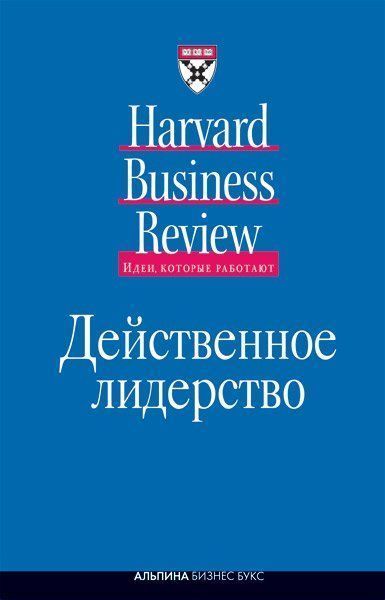 Harvard
Business
Review
Идеи, которые работают
Действенное
лидерство
АЛЬПИНА БИЗНЕС БУКС